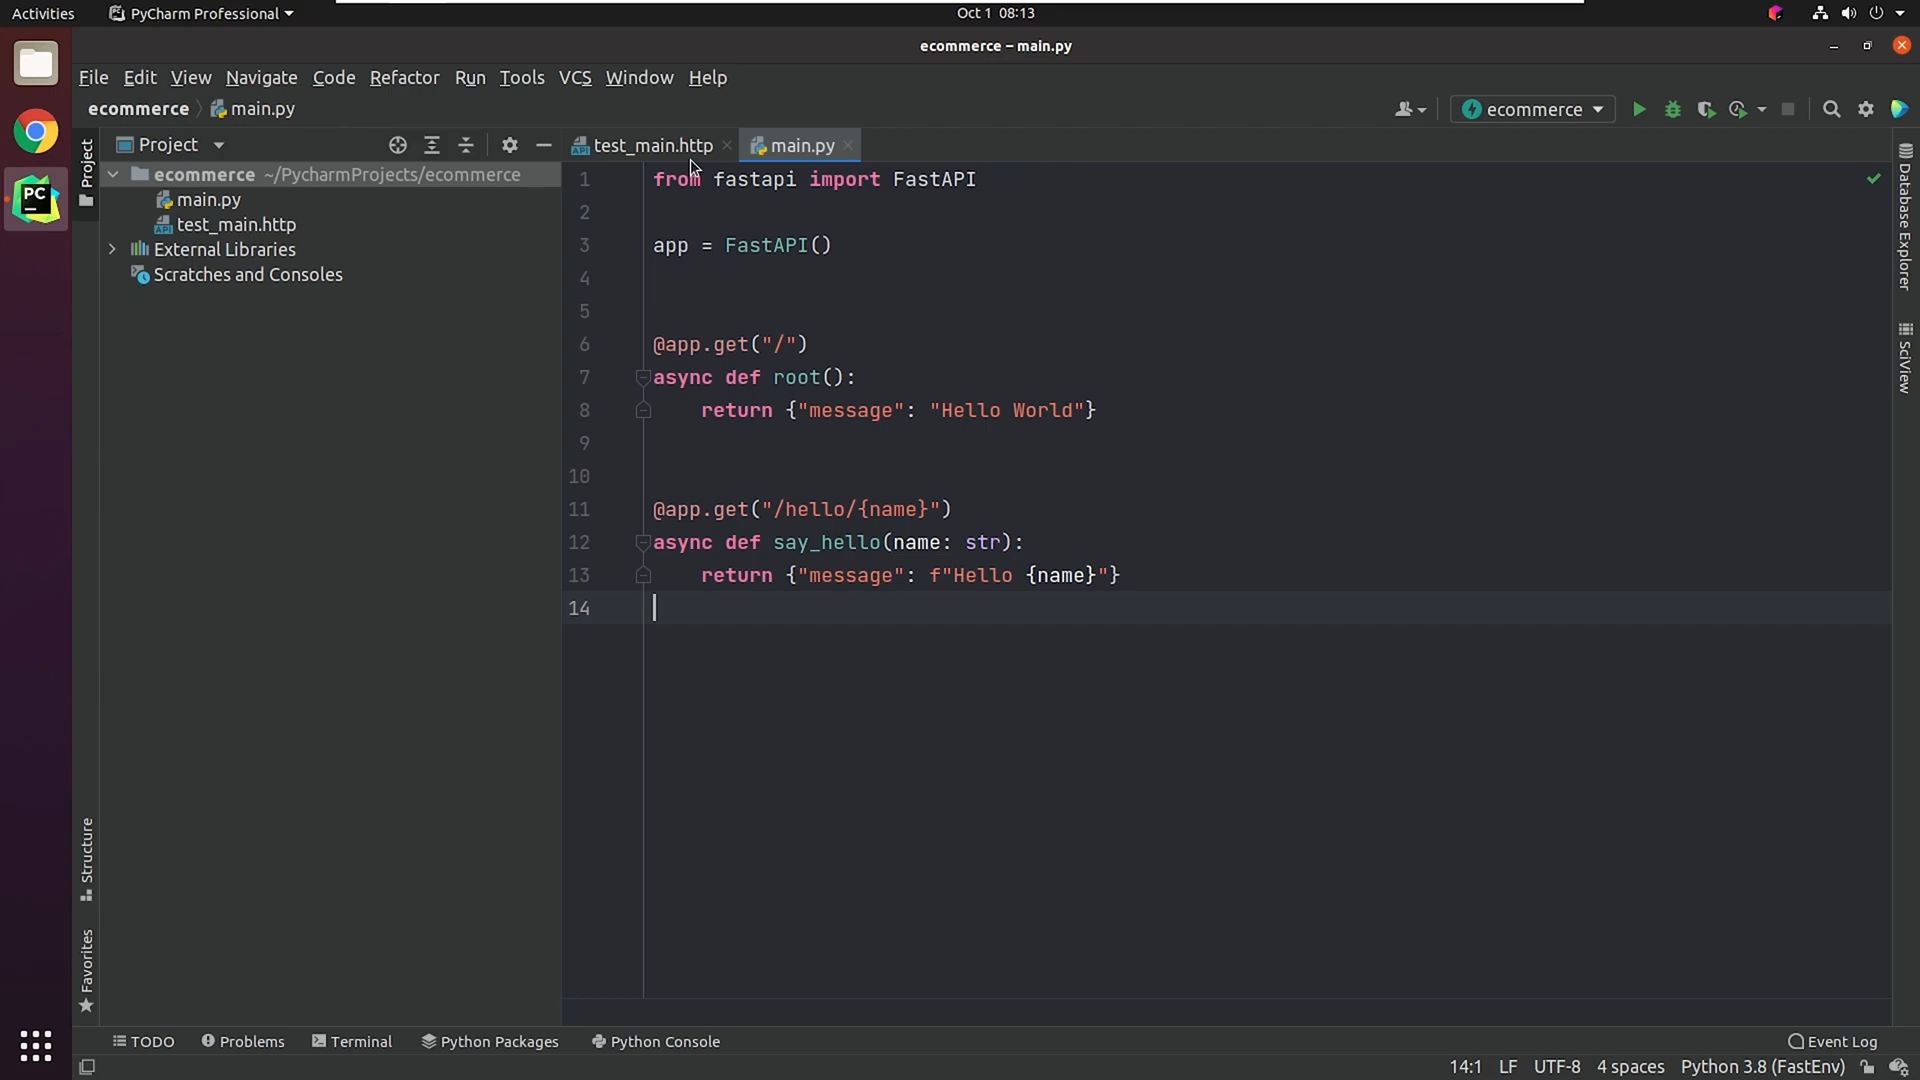 Activities PyCharm Professional Oct 1 08:13
ecommerce – main.py
File Edit View Navigate Code Refactor Run Tools VCS Window Help
ecommerce main.py ecommerce
Project test_main.http main.py
Project
ecommerce ~/PycharmProjects/ecommerce
main.py
test_main.http
External Libraries
Scratches and Consoles
PC
1 from fastapi import FastAPI
2
3 app = FastAPI()
4
5
6 @app.get("/")
7 async def root():
8 return {"message": "Hello World"}
9
10
11 @app.get("/hello/{name}")
12 async def say_hello(name: str):
13 return {"message": f"Hello {name}"}
14
Database Explorer
SciView
Structure
Favorites
TODO Problems Terminal Python Packages Python Console Event Log
14:1 LF UTF-8 4 spaces Python 3.8 (FastEnv)